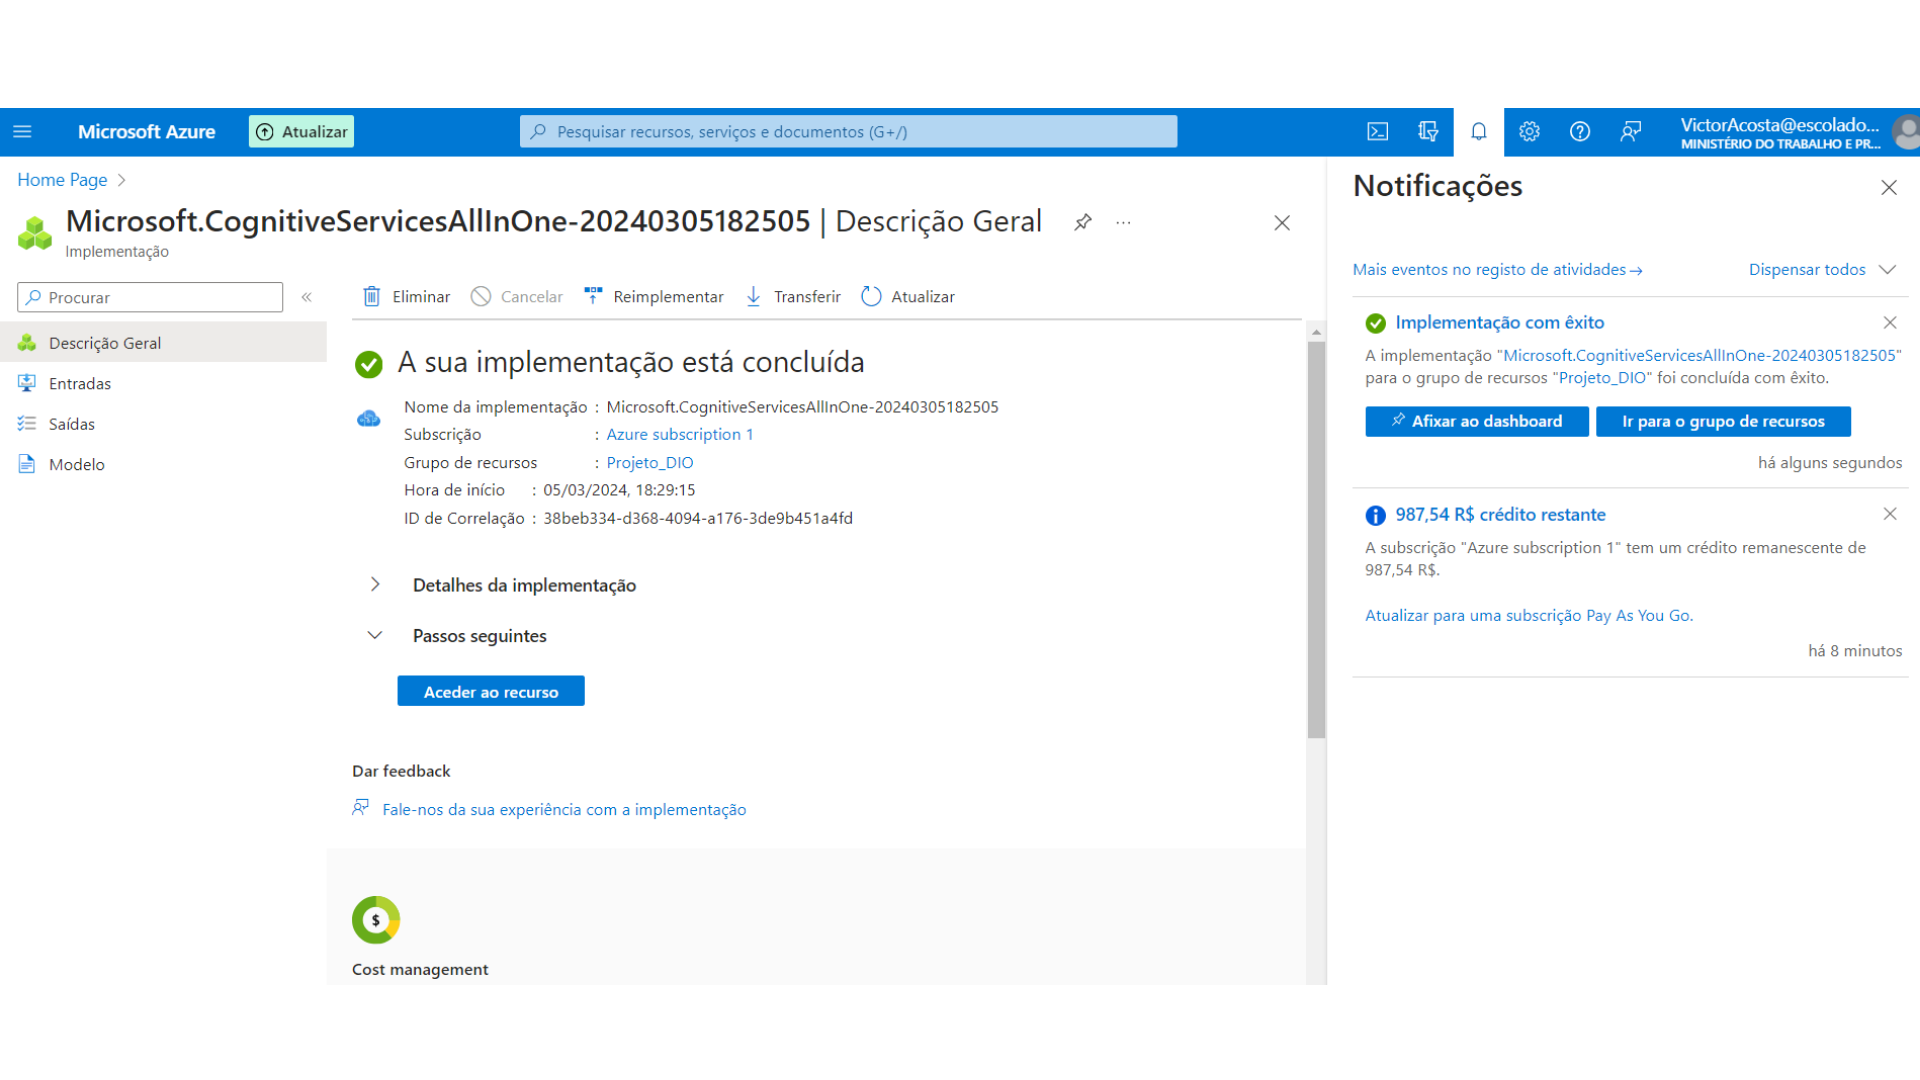 Microsoft Azure
Atualizar
Pesquisar recursos, serviços e documentos (G+/)
VictorAcosta@escolado...
MINISTÉRIO DO TRABALHO E PR...
Home Page
Microsoft.CognitiveServicesAllInOne-20240305182505 | Descrição Geral
...
Implementação
Procurar
«
Descrição Geral
Entradas
Saídas
Modelo
Eliminar
Cancelar
Reimplementar
Transferir
Atualizar
A sua implementação está concluída
Nome da implementação : Microsoft.CognitiveServicesAllInOne-20240305182505
Subscrição : Azure subscription 1
Grupo de recursos : Projeto_DIO
Hora de início : 05/03/2024, 18:29:15
ID de Correlação : 38beb334-d368-4094-a176-3de9b451a4fd
Detalhes da implementação
Passos seguintes
Aceder ao recurso
Dar feedback
Fale-nos da sua experiência com a implementação
$
Cost management
Notificações
Mais eventos no registo de atividades→
Dispensar todos
Implementação com êxito
A implementação "Microsoft.CognitiveServicesAllInOne-20240305182505"
para o grupo de recursos "Projeto_DIO" foi concluída com êxito.
Afixar ao dashboard
Ir para o grupo de recursos
há alguns segundos
987,54 R$ crédito restante
A subscrição "Azure subscription 1" tem um crédito remanescente de
987,54 R$.
Atualizar para uma subscrição Pay As You Go.
há 8 minutos